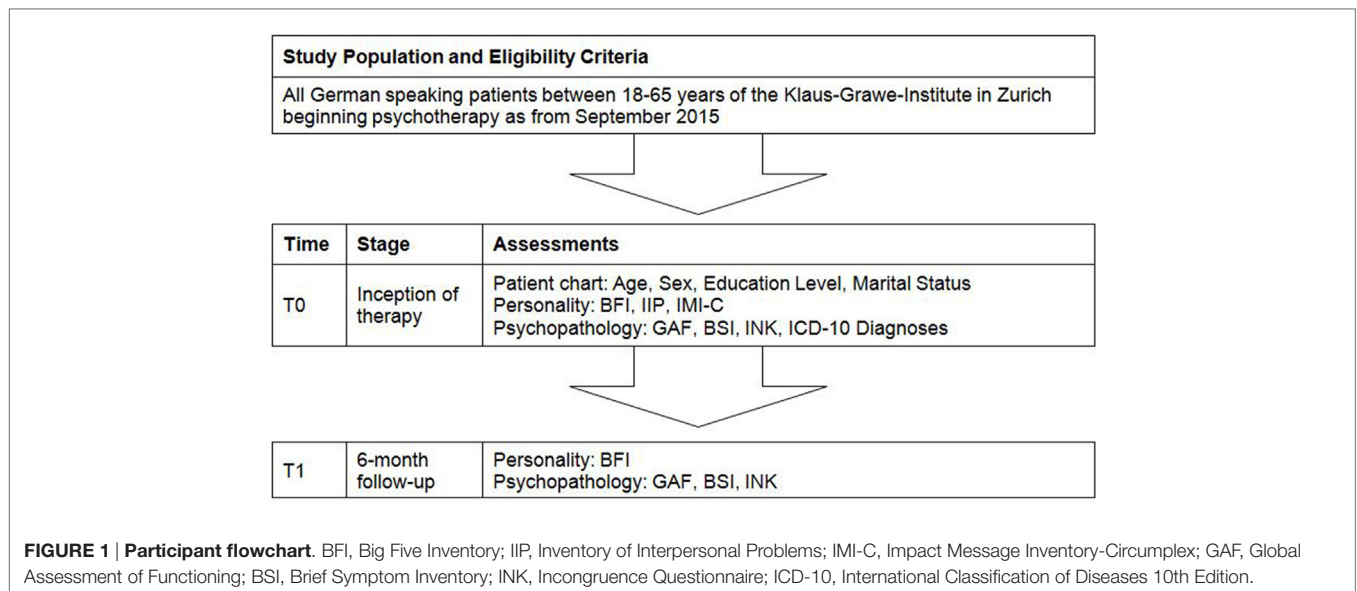 Study Population and Eligibility Criteria
All German speaking patients between 18-65 years of the Klaus-Grawe-Institute in Zurich
beginning psychotherapy as from September 2015
Time Stage Assessments
T0
Inception of
therapy
Patient chart: Age, Sex, Education Level, Marital Status
Personality: BFI, IIP, IMI-C
Psychopathology: GAF, BSI, INK, ICD-10 Diagnoses
T1
6-month
follow-up
Personality: BFI
Psychopathology: GAF, BSI, INK
FIGURE 1 | Participant flowchart. BFI, Big Five Inventory; IIP, Inventory of Interpersonal Problems; IMI-C, Impact Message Inventory-Circumplex; GAF, Global
Assessment of Functioning; BSI, Brief Symptom Inventory; INK, Incongruence Questionnaire; ICD-10, International Classification of Diseases 10th Edition.